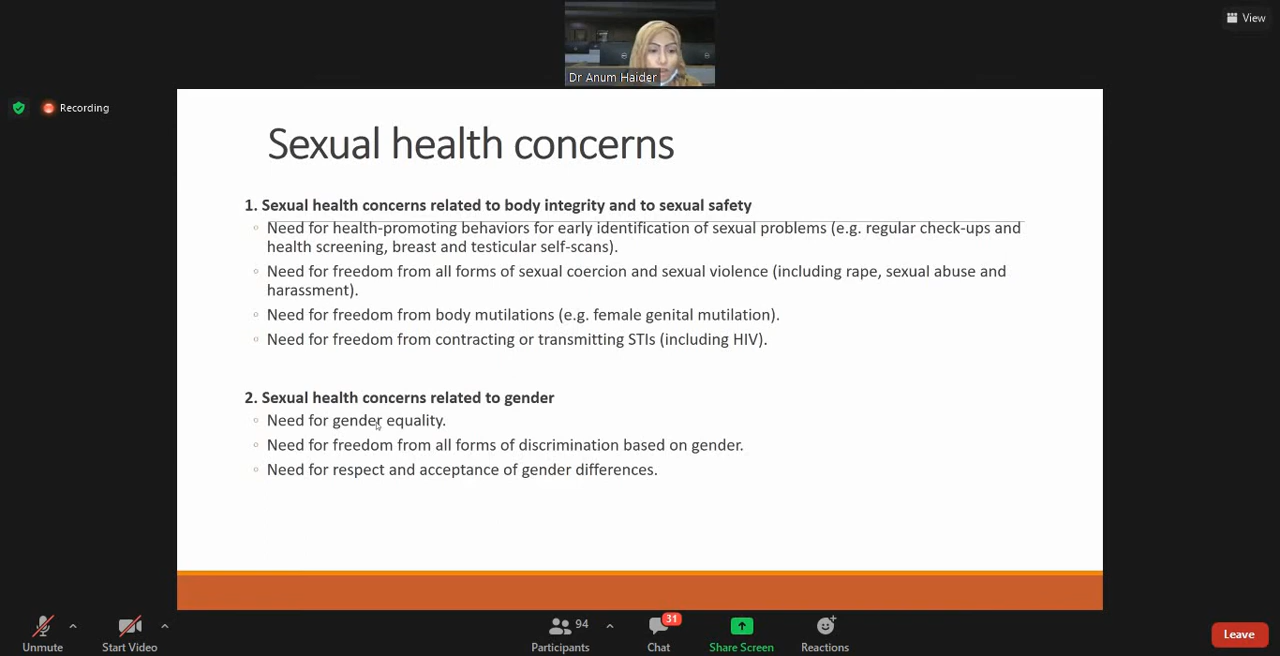 View
Dr Anum Haider
Recording
Sexual health concerns
1. Sexual health concerns related to body integrity and to sexual safety
Need for health-promoting behaviors for early identification of sexual problems (e.g. regular check-ups and
health screening, breast and testicular self-scans).
Need for freedom from all forms of sexual coercion and sexual violence (including rape, sexual abuse and
harassment).
Need for freedom from body mutilations (e.g. female genital mutilation).
Need for freedom from contracting or transmitting STIs (including HIV).
2. Sexual health concerns related to gender
Need for gender equality.
Need for freedom from all forms of discrimination based on gender.
Need for respect and acceptance of gender differences.
94
31
Unmute
Start Video
Participants
Chat
Share Screen
Reactions
Leave